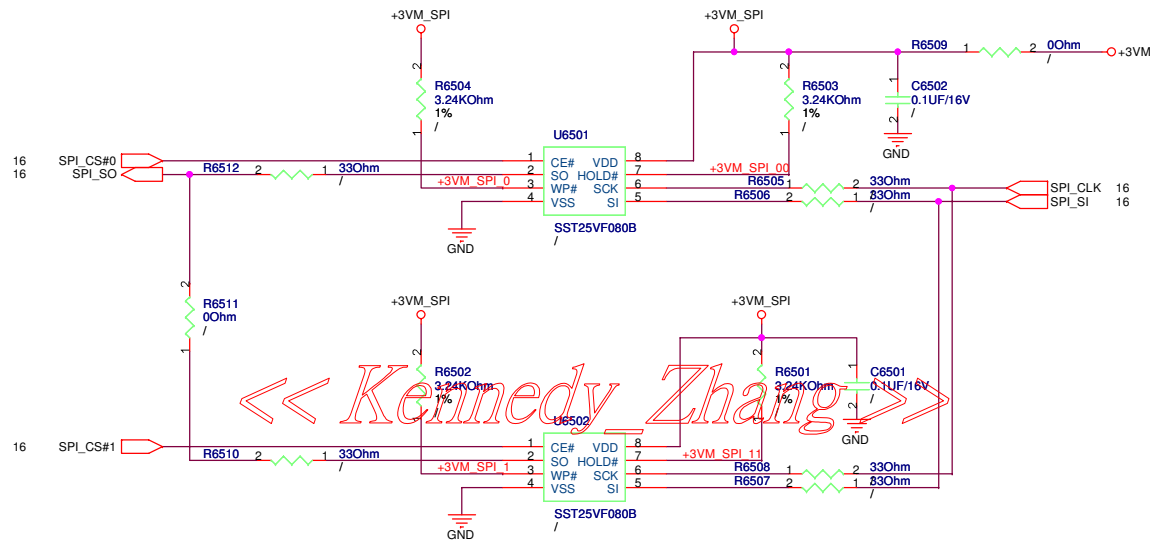 +3VM_SPI
+3VM_SPI
R6509 1 2 0Ohm
/
+3VM
2
R6504
3.24KOhm
1%
/
1
2
R6503
3.24KOhm
1%
/
1
1
C6502
0.1UF/16V
/
2
GND
U6501
16 SPI_CS#0
16 SPI_SO
R6512 2 1 33Ohm
/
+3VM_SPI_0
1 CE# VDD 8
2 SO HOLD# 7
3 WP# SCK 6
4 VSS SI 5
+3VM_SPI_00
R6505 1 2 33Ohm
/
R6506 2 1 33Ohm
/
SPI_CLK 16
SPI_SI 16
GND
SST25VF080B
/
2
R6511
0Ohm
/
1
+3VM_SPI
+3VM_SPI
2
R6502
3.24KOhm
1%
/
1
2
R6501
3.24KOhm
1%
/
1
1
C6501
0.1UF/16V
/
2
GND
<< Kennedy_Zhang >>
U6502
16 SPI_CS#1
R6510 2 1 33Ohm
/
+3VM_SPI_1
1 CE# VDD 8
2 SO HOLD# 7
3 WP# SCK 6
4 VSS SI 5
+3VM_SPI_11
R6508 1 2 33Ohm
/
R6507 2 1 33Ohm
/
GND
SST25VF080B
/